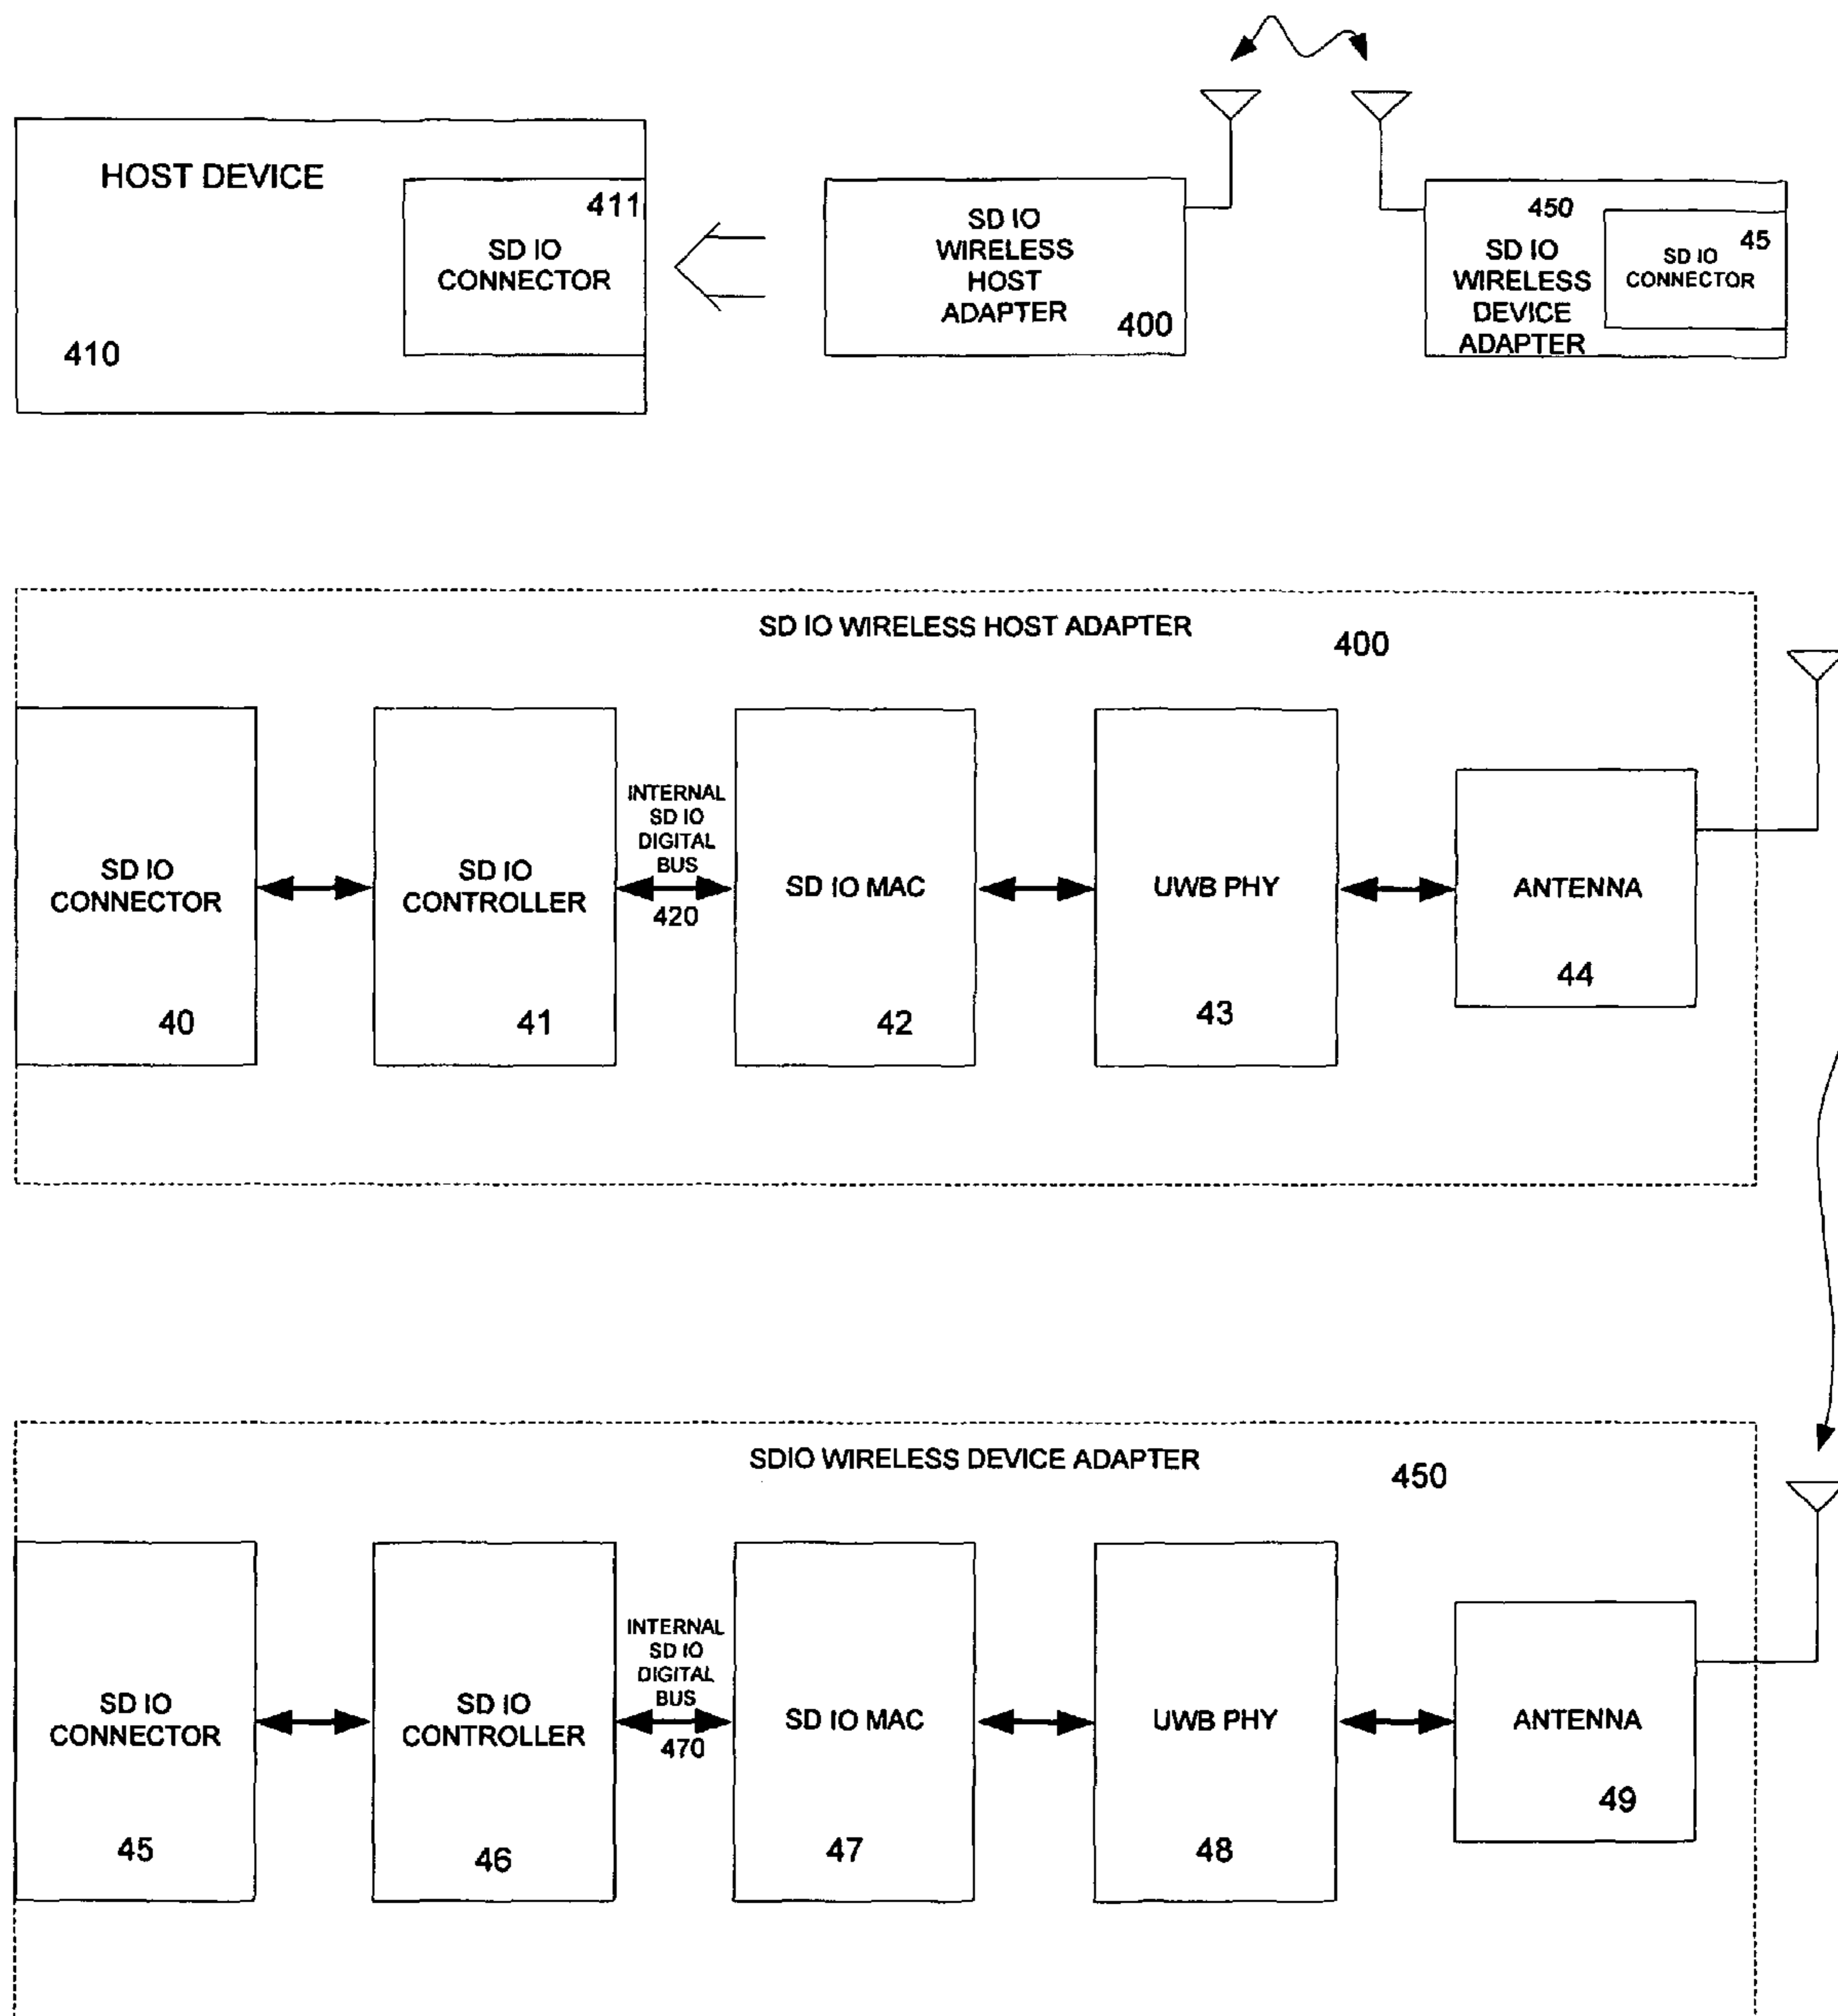 HOST DEVICE
411
SD IO
CONNECTOR
410
SD IO
WIRELESS
HOST
ADAPTER
400
450
SD IO
WIRELESS
DEVICE
ADAPTER
45
SD IO
CONNECTOR
SD IO WIRELESS HOST ADAPTER
400
SD IO
CONNECTOR
40
SD IO
CONTROLLER
41
INTERNAL
SD IO
DIGITAL
BUS
420
SD IO MAC
42
UWB PHY
43
ANTENNA
44
SDIO WIRELESS DEVICE ADAPTER
450
SD IO
CONNECTOR
45
SD IO
CONTROLLER
46
INTERNAL
SD IO
DIGITAL
BUS
470
SD IO MAC
47
UWB PHY
48
ANTENNA
49